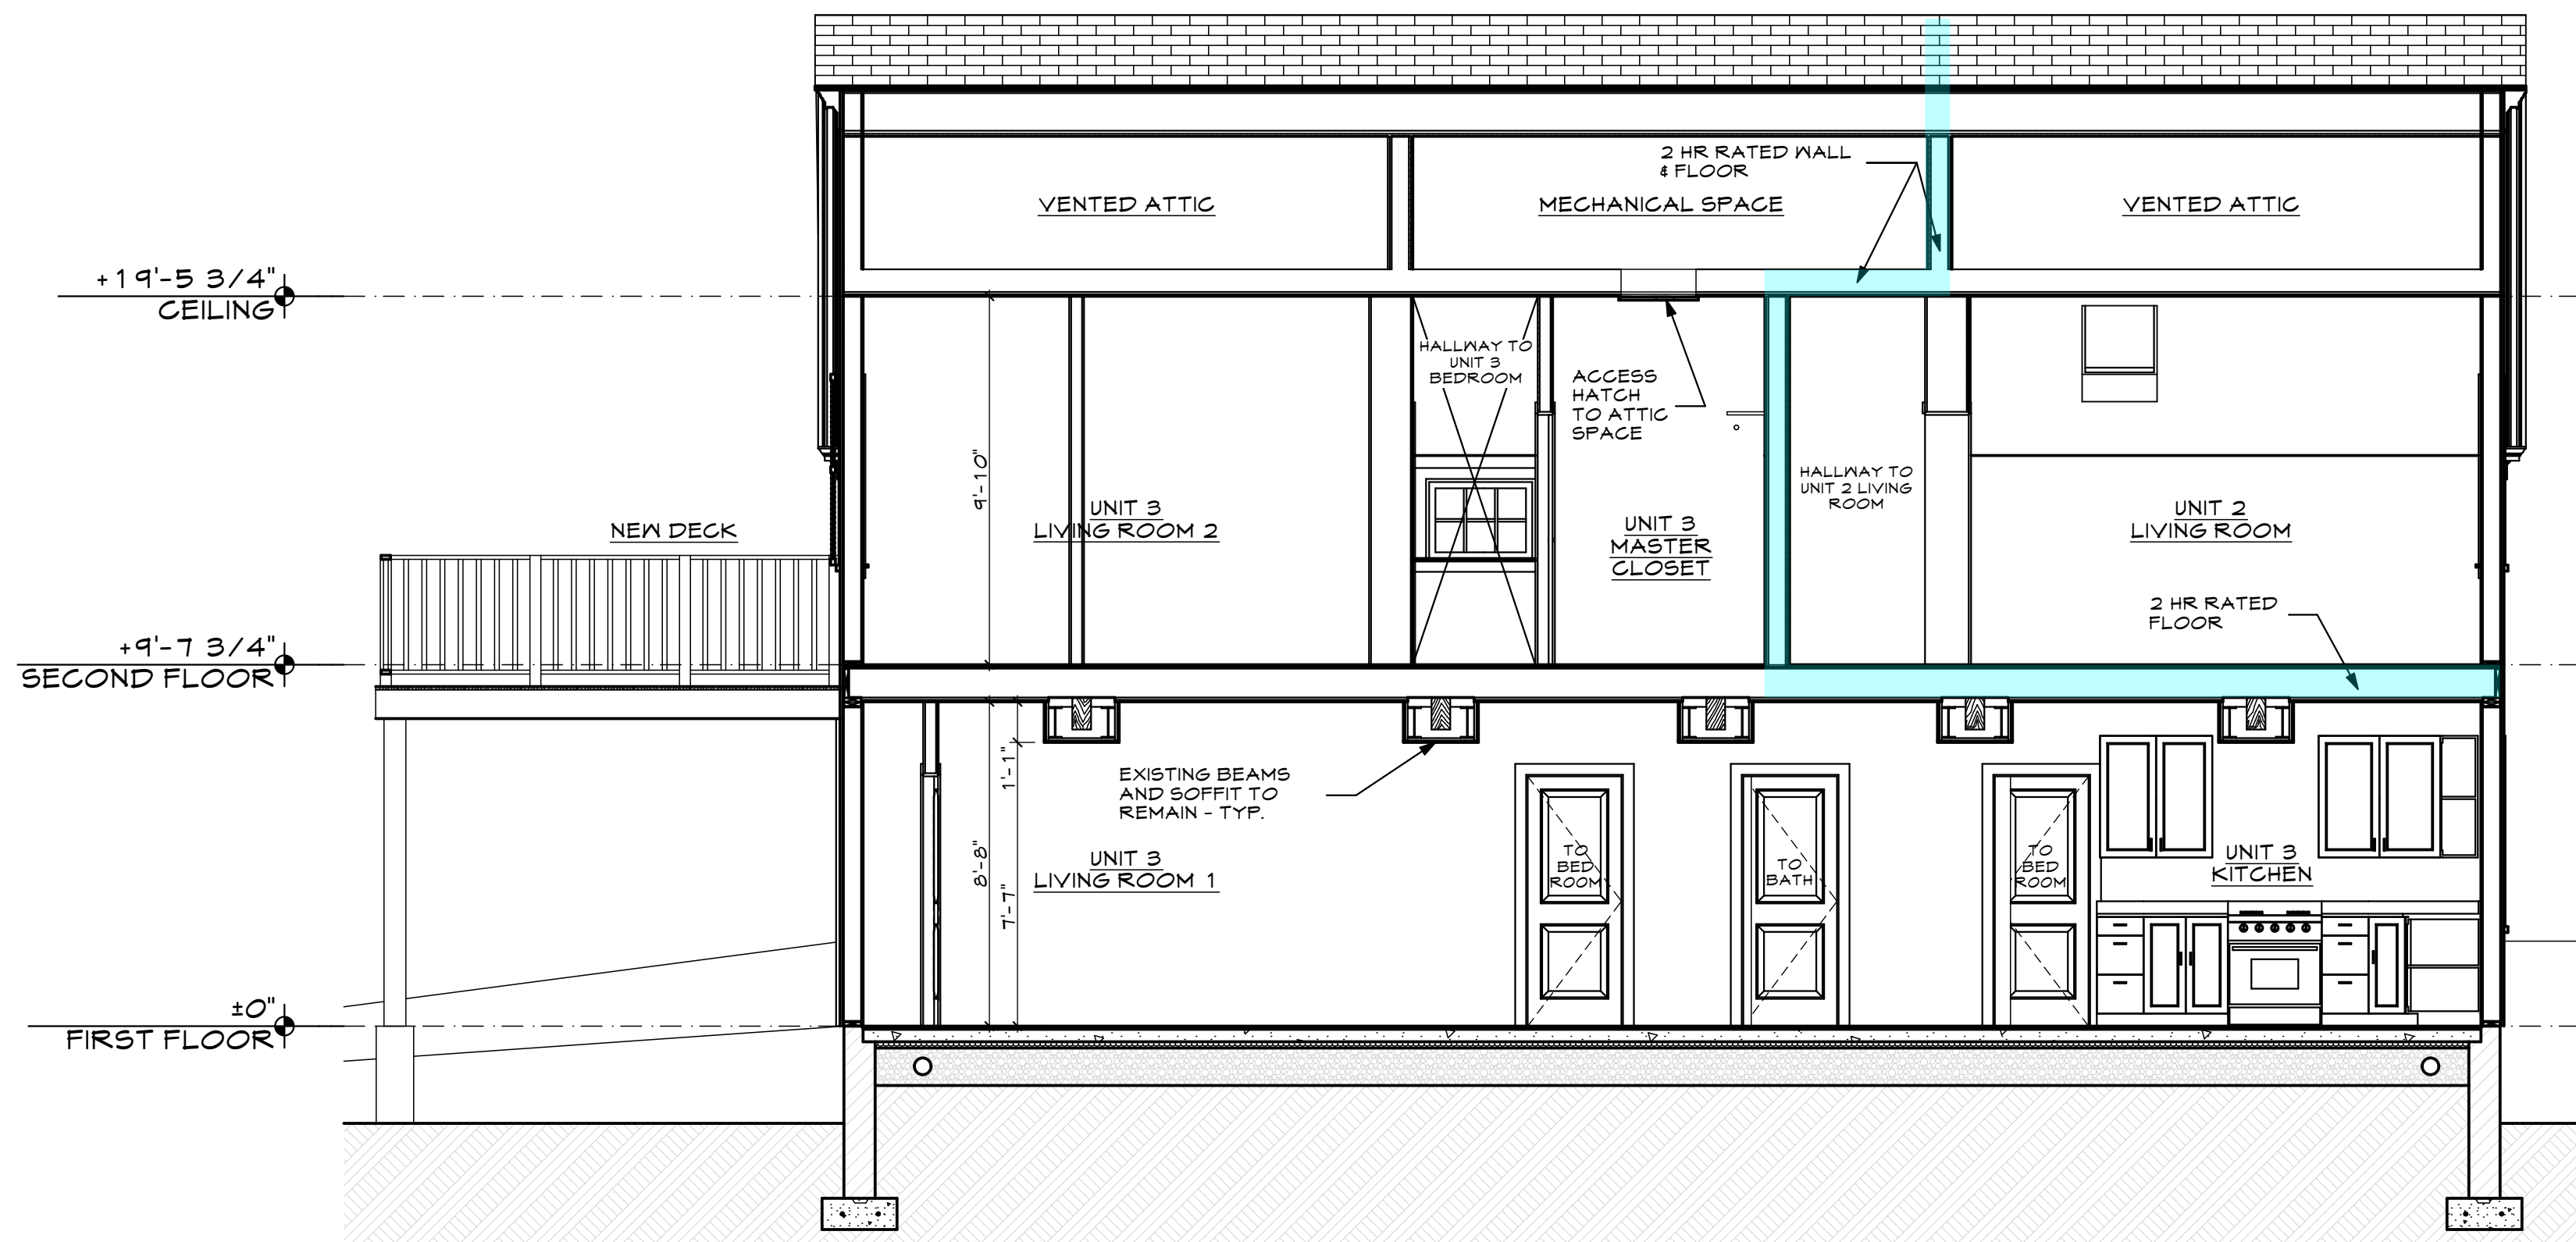 2 HR RATED WALL
& FLOOR
VENTED ATTIC
MECHANICAL SPACE
VENTED ATTIC
+19'-5 3/4"
CEILING
HALLWAY TO
UNIT 3
BEDROOM
ACCESS
HATCH
TO ATTIC
SPACE
9'-10"
HALLWAY TO
UNIT 2 LIVING
ROOM
UNIT 3
LIVING ROOM 2
UNIT 3
MASTER
CLOSET
UNIT 2
LIVING ROOM
NEW DECK
2 HR RATED
FLOOR
+9'-7 3/4"
SECOND FLOOR
1'-1"
EXISTING BEAMS
AND SOFFIT TO
REMAIN - TYP.
8'-8"
7'-7"
UNIT 3
LIVING ROOM 1
TO
BED
ROOM
TO
BATH
TO
BED
ROOM
UNIT 3
KITCHEN
±0"
FIRST FLOOR